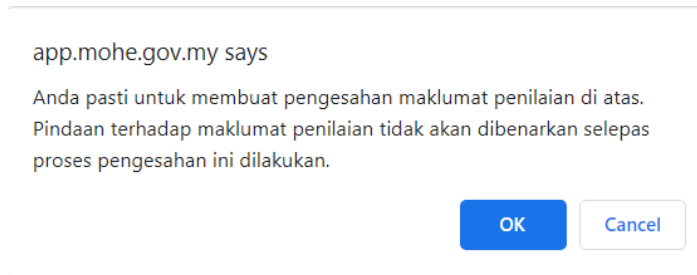 app.mohe.gov.my says
Anda pasti untuk membuat pengesahan maklumat penilaian di atas.
Pindaan terhadap maklumat penilaian tidak akan dibenarkan selepas
proses pengesahan ini dilakukan.
OK
Cancel